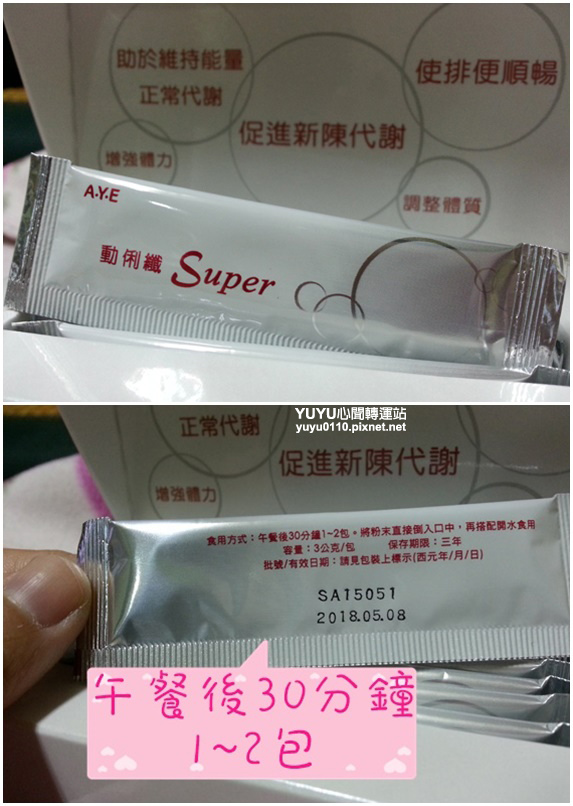 助於維持能量
正常代謝
使排便順暢
促進新陳代謝
增強體力
調整體質
A.Y.E
動俐纖 Super
YUYU心聞轉運站
yuyu0110.pixnet.net
正常代謝
促進新陳代謝
增強體力
食用方式：午餐後30分鐘1~2包。將粉末直接倒入口中，再搭配開水食用
容量：3公克/包 保存期限：三年
批號/有效日期：請見包裝上標示(西元年/月/日)
SA15051
2018.05.08
午餐後30分鐘
1~2包